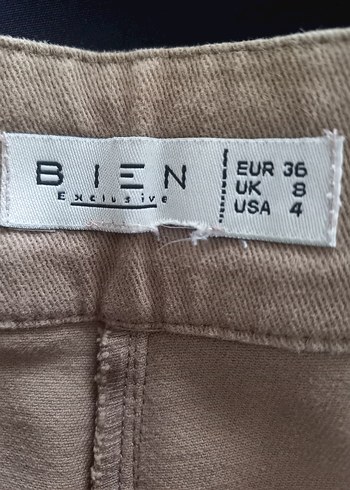 BIEN
Exclusive
EUR 36
UK 8
USA 4